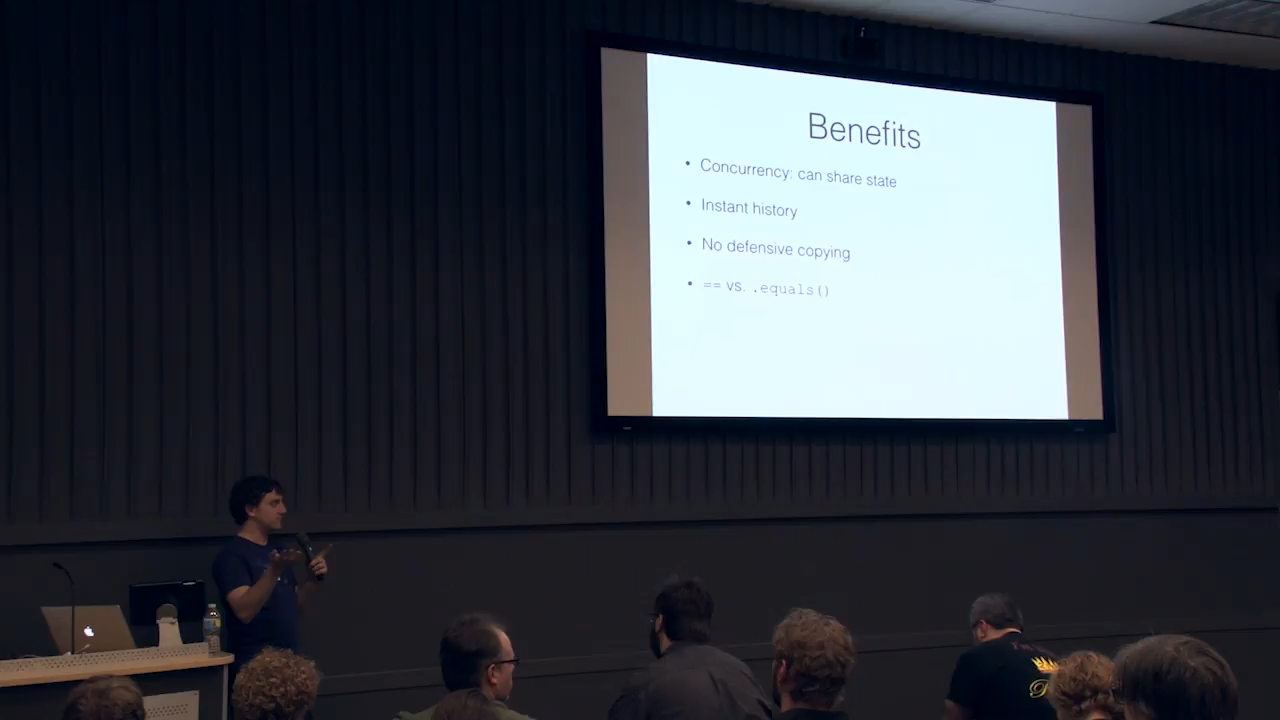 Benefits
• Concurrency: can share state
• Instant history
• No defensive copying
• == vs. .equals()